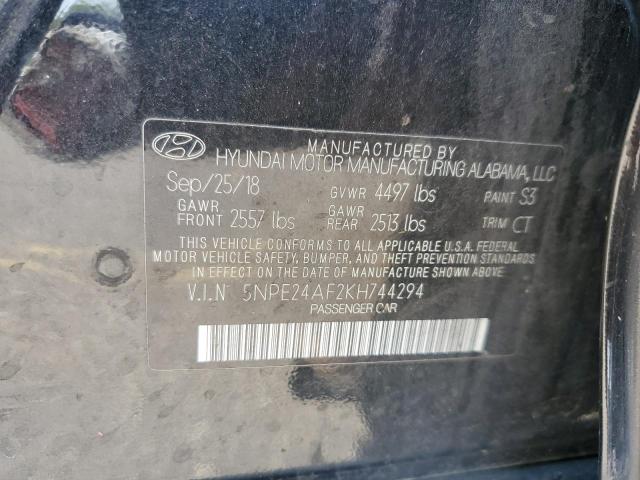 MANUFACTURED BY
HYUNDAI MOTOR MANUFACTURING ALABAMA, LLC
Sep/25/18 GVWR 4497 lbs PAINT S3
GAWR FRONT 2557 lbs GAWR REAR 2513 lbs TRIM CT
THIS VEHICLE CONFORMS TO ALL APPLICABLE U.S.A. FEDERAL
MOTOR VEHICLE SAFETY, BUMPER, AND THEFT PREVENTION STANDARDS
IN EFFECT ON THE DATE OF MANUFACTURE SHOWN ABOVE.
V.I.N 5NPE24AF2KH744294
PASSENGER CAR